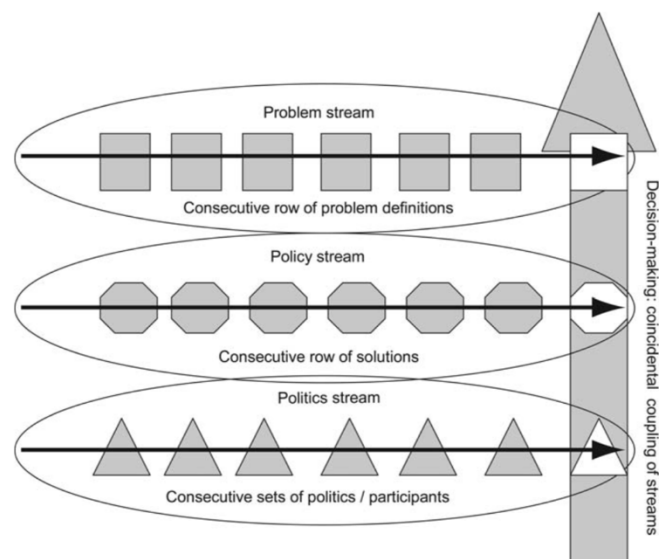 Problem stream
Consecutive row of problem definitions
Policy stream
Consecutive row of solutions
Politics stream
Consecutive sets of politics / participants
Decision-making: coincidental coupling of streams